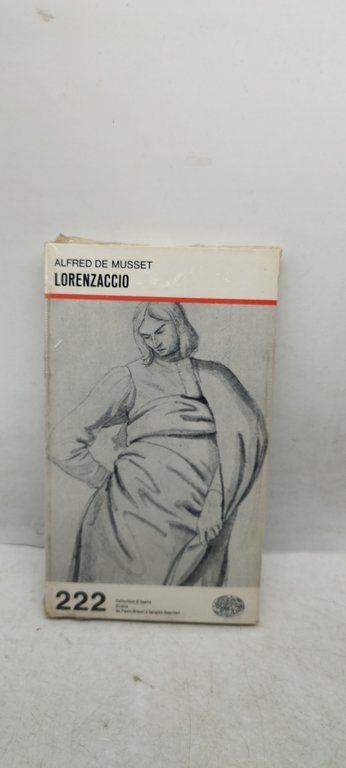 ALFRED DE MUSSET
LORENZACCIO
222
Collezione di teatro
diretta
da Paolo Grassi e Gerardo Guerrieri